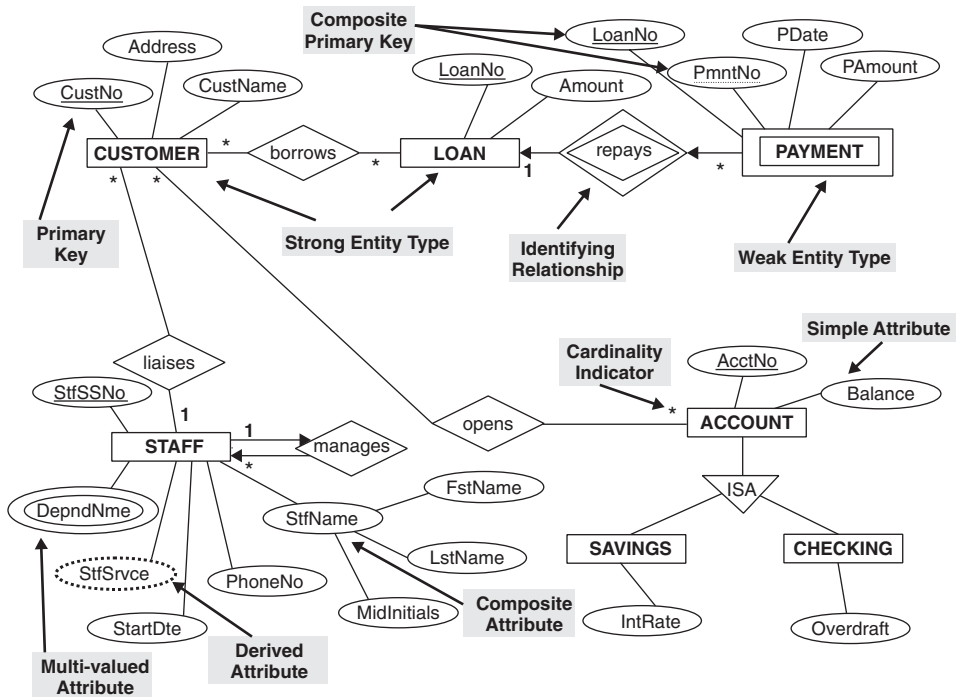 Composite
Primary Key
LoanNo
PDate
Address
PmntNo
PAmount
CustNo
CustName
LoanNo
Amount
CUSTOMER
*
borrows
*
LOAN
1
repays
*
PAYMENT
*
*
Primary
Key
Strong Entity Type
Identifying
Relationship
Weak Entity Type
liaises
Cardinality
Indicator
Simple Attribute
AcctNo
Balance
StfSSNo
1
*
opens
ACCOUNT
STAFF
1
*
manages
ISA
DepndNme
StfName
FstName
LstName
MidInitials
SAVINGS
CHECKING
StfSrvce
PhoneNo
StartDte
Composite
Attribute
IntRate
Overdraft
Multi-valued
Attribute
Derived
Attribute